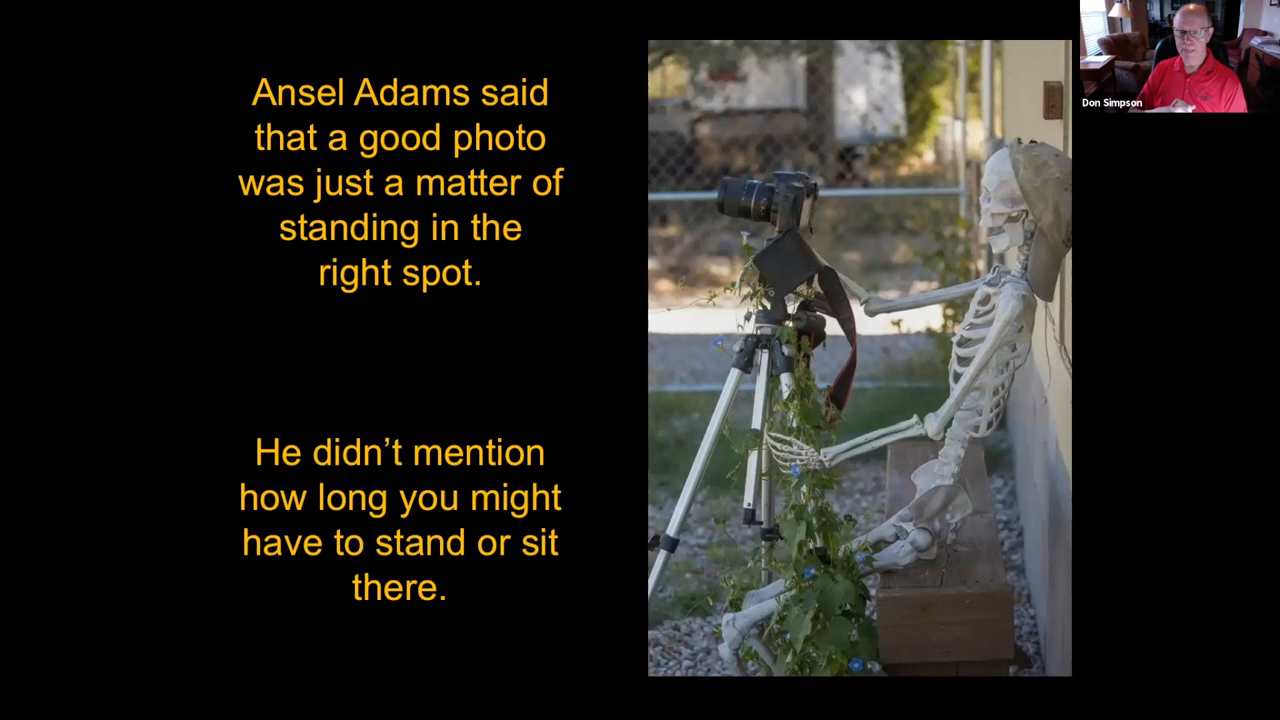 Ansel Adams said
that a good photo
was just a matter of
standing in the
right spot.
He didn’t mention
how long you might
have to stand or sit
there.
Don Simpson